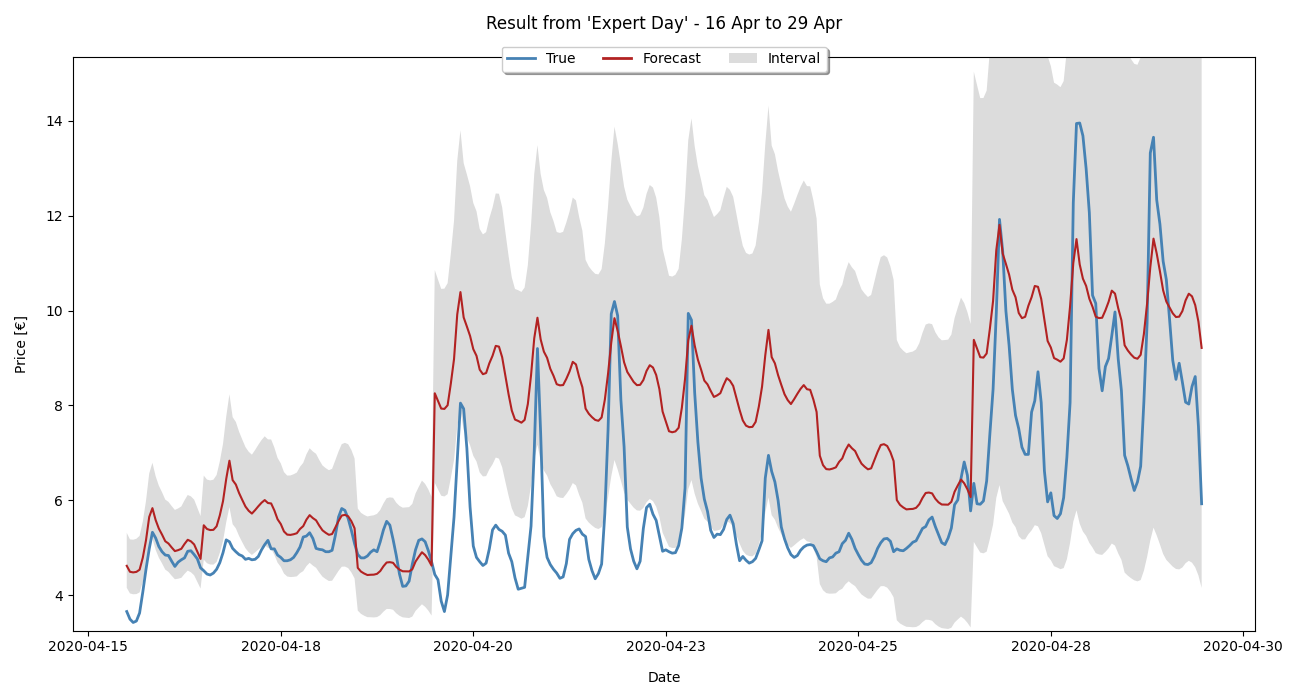 Result from 'Expert Day' - 16 Apr to 29 Apr
True Forecast Interval
14
12
10
8
6
4
Price [€]
2020-04-15 2020-04-18 2020-04-20 2020-04-23 2020-04-25 2020-04-28 2020-04-30
Date